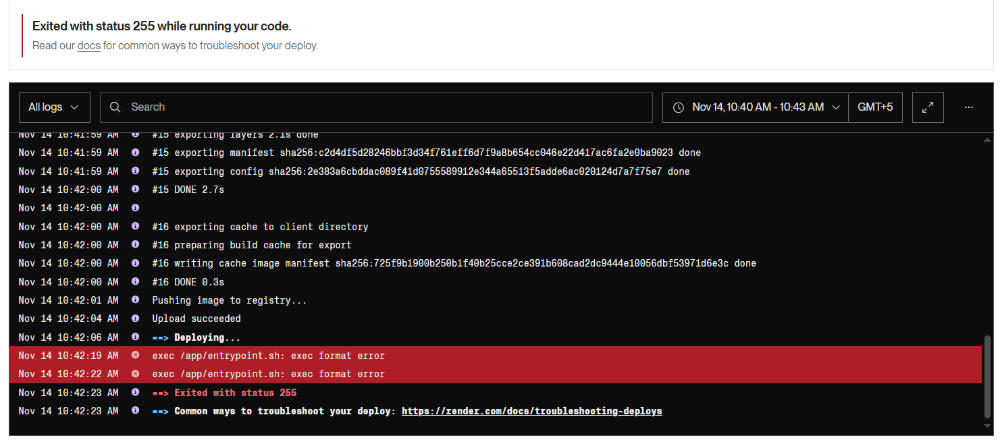 Exited with status 255 while running your code.
Read our docs for common ways to troubleshoot your deploy.
All logs
Search
Nov 14, 10:40 AM - 10:43 AM
GMT+5
Nov 14 10:41:59 AM #15 exporting layers 2.1s done
Nov 14 10:41:59 AM #15 exporting manifest sha256:c2d4df5d28246bbf3d34f761eff6d7f9a8b654cc046e22d417ac6fa2e0ba9023 done
Nov 14 10:41:59 AM #15 exporting config sha256:2e383a6cbddac089f41d0755589912e344a65513f5adde6ac020124d7a7f75e7 done
Nov 14 10:42:00 AM #15 DONE 2.7s
Nov 14 10:42:00 AM
Nov 14 10:42:00 AM #16 exporting cache to client directory
Nov 14 10:42:00 AM #16 preparing build cache for export
Nov 14 10:42:00 AM #16 writing cache image manifest sha256:725f9b1900b250b1f40b25cce2ce391b608cad2dc9444e10056dbf53971d6e3c done
Nov 14 10:42:00 AM #16 DONE 0.3s
Nov 14 10:42:01 AM Pushing image to registry...
Nov 14 10:42:04 AM Upload succeeded
Nov 14 10:42:06 AM ==> Deploying...
Nov 14 10:42:19 AM exec /app/entrypoint.sh: exec format error
Nov 14 10:42:22 AM exec /app/entrypoint.sh: exec format error
Nov 14 10:42:23 AM ==> Exited with status 255
Nov 14 10:42:23 AM ==> Common ways to troubleshoot your deploy: https://render.com/docs/troubleshooting-deploys